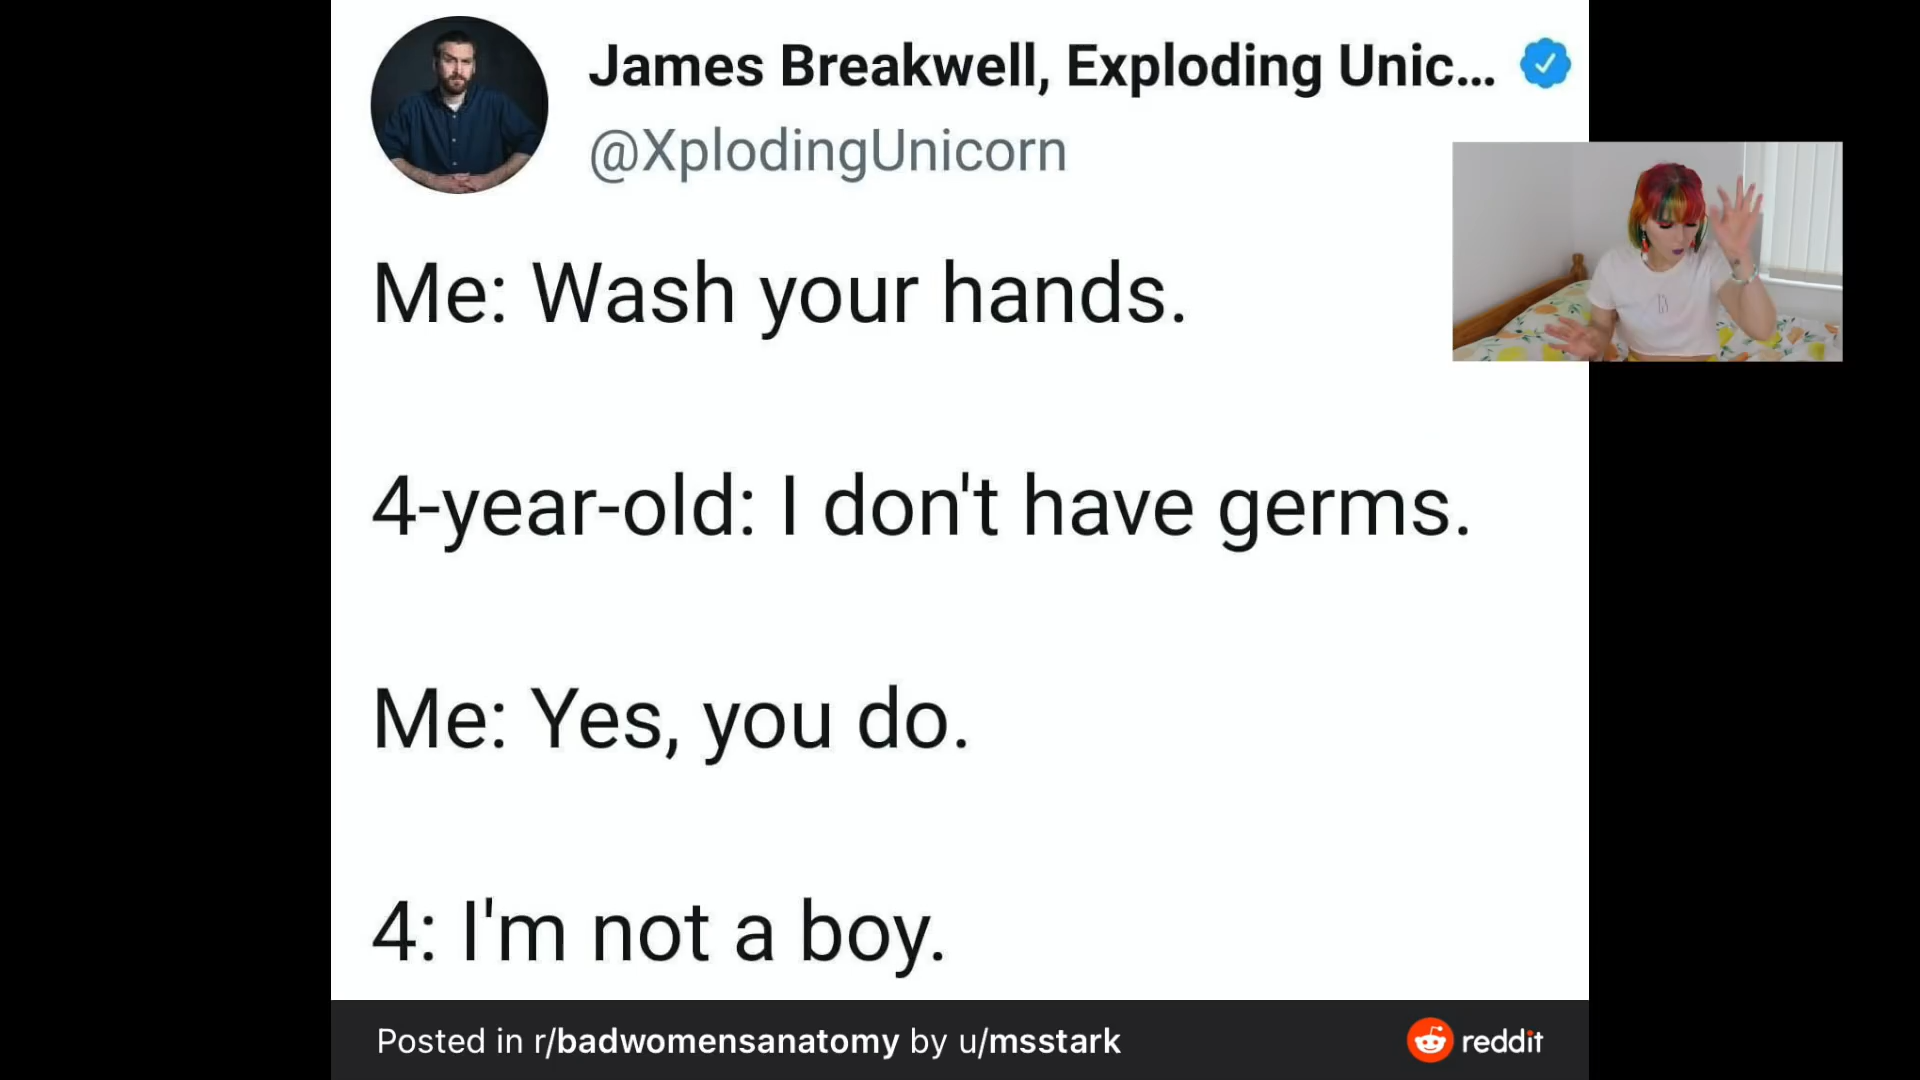 James Breakwell, Exploding Unic...
@XplodingUnicorn
Me: Wash your hands.
4-year-old: I don't have germs.
Me: Yes, you do.
4: I'm not a boy.
Posted in r/badwomensanatomy by u/msstark
reddit